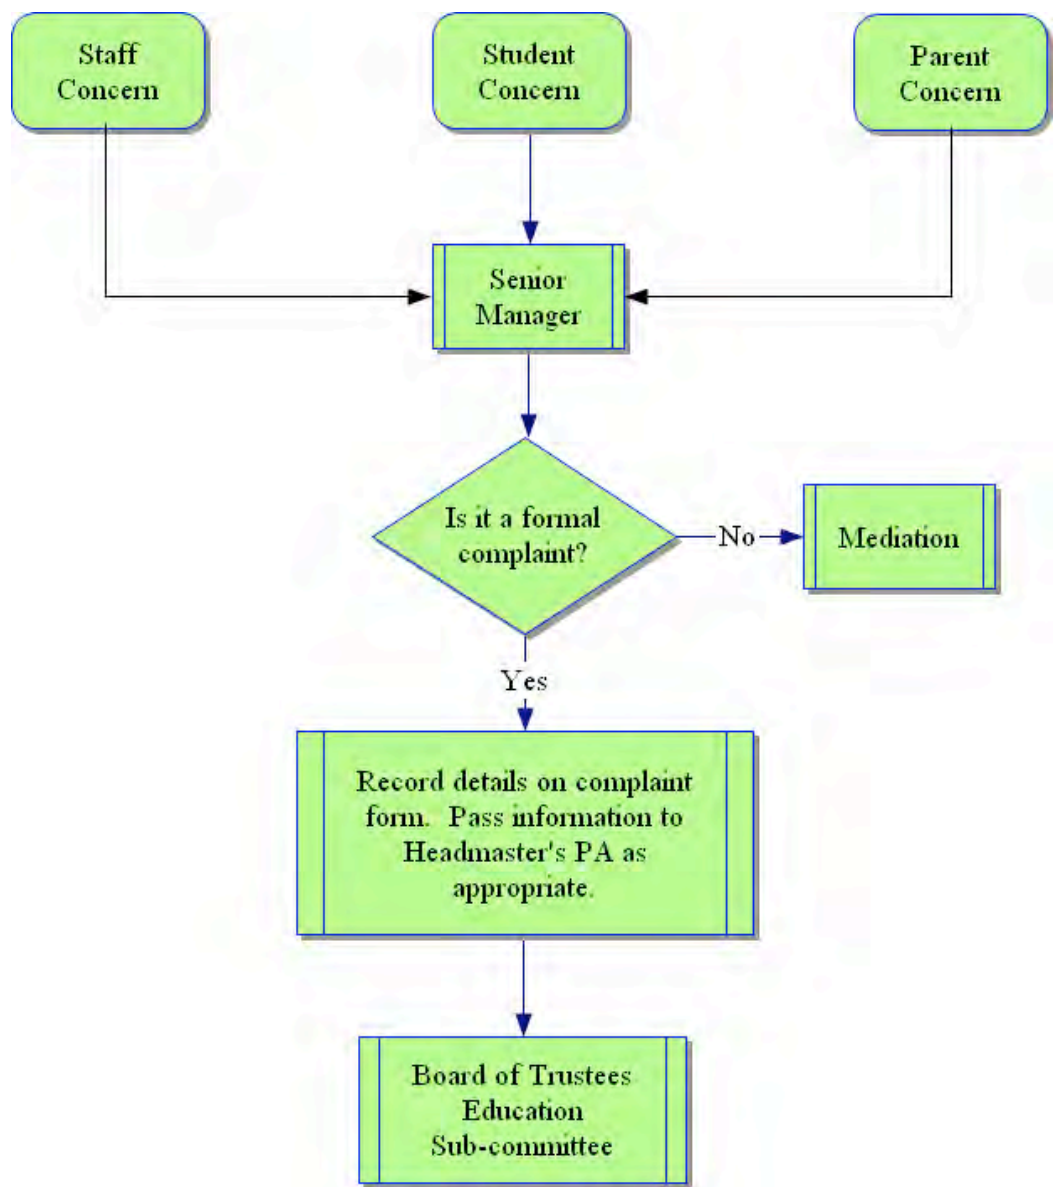 Staff
Concern
Student
Concern
Parent
Concern
Senior
Manager
Is it a formal
complaint?
No
Mediation
Yes
Record details on complaint
form.  Pass information to
Headmaster's PA as
appropriate.
Board of Trustees
Education
Sub-committee